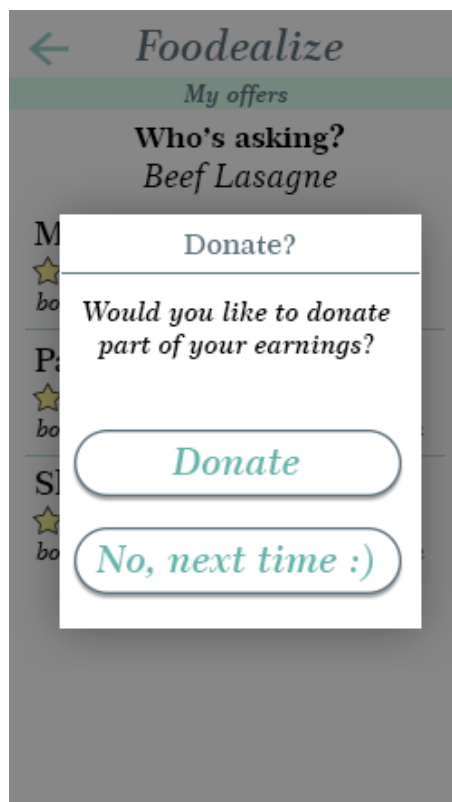 Foodealize
My offers
Who's asking?
Beef Lasagne
Donate?
Would you like to donate
part of your earnings?
Donate
No, next time :)